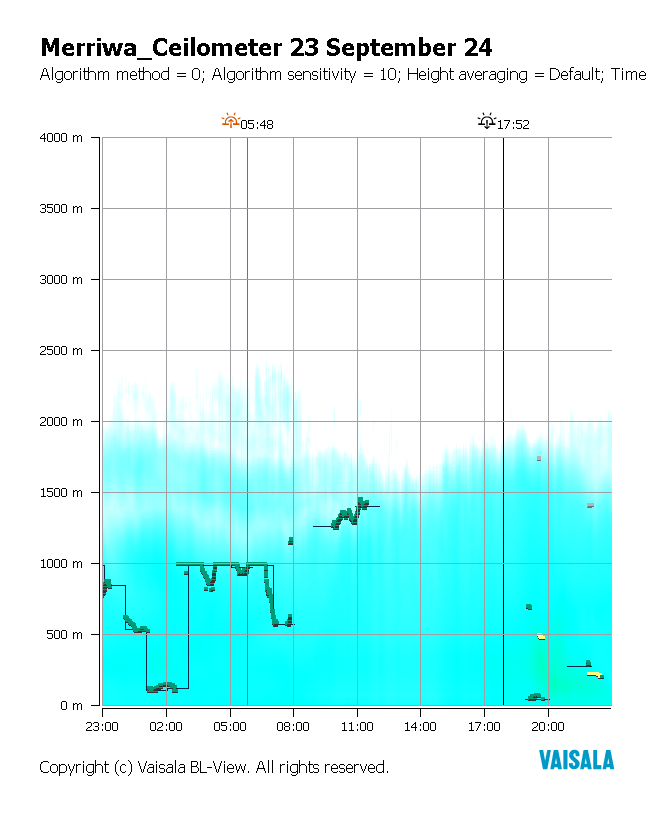 Merriwa_Ceilometer 23 September 24
Algorithm method = 0; Algorithm sensitivity = 10; Height averaging = Default; Time
05:48
17:52
4000 m
3500 m
3000 m
2500 m
2000 m
1500 m
1000 m
500 m
0 m
23:00 02:00 05:00 08:00 11:00 14:00 17:00 20:00
Copyright (c) Vaisala BL-View. All rights reserved.
VAISALA